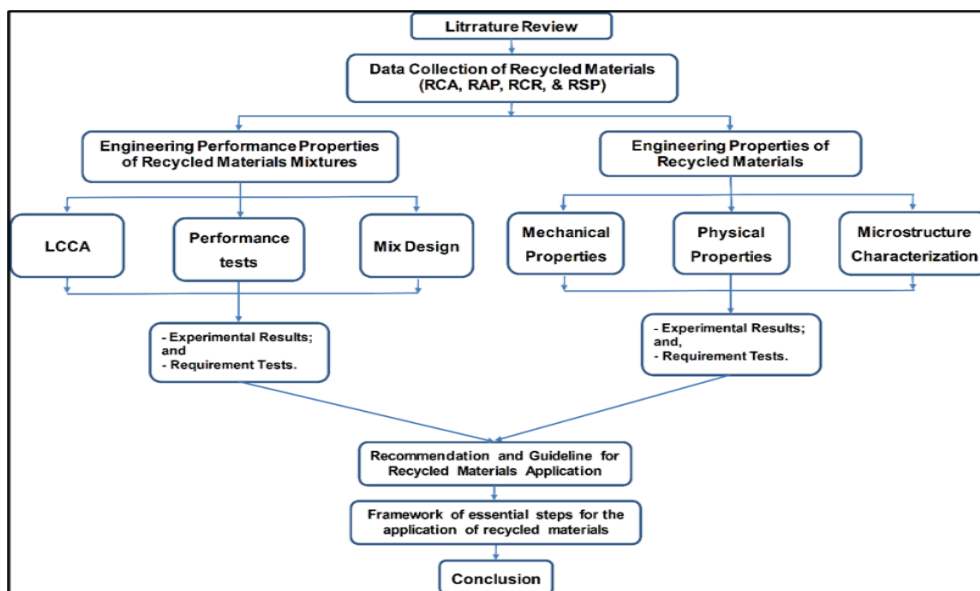 Litrrature Review
Data Collection of Recycled Materials
(RCA, RAP, RCR, & RSP)
Engineering Performance Properties
of Recycled Materials Mixtures
Engineering Properties of
Recycled Materials
LCCA
Performance
tests
Mix Design
Mechanical
Properties
Physical
Properties
Microstructure
Characterization
- Experimental Results;
and
- Requirement Tests.
- Experimental Results;
and,
- Requirement Tests.
Recommendation and Guideline for
Recycled Materials Application
Framework of essential steps for the
application of recycled materials
Conclusion